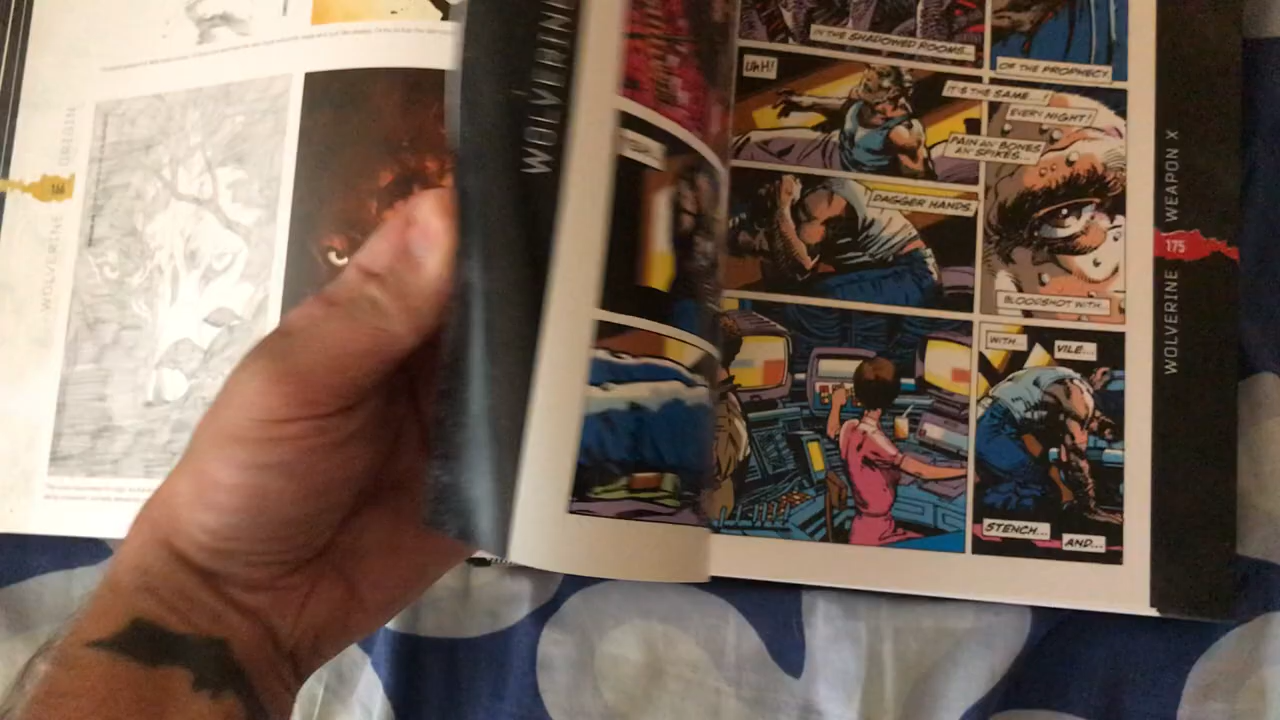 WOLVERINE
ORIGIN
166
WOLVERINE
IN THE SHADOWED ROOMS...
OF THE PROPHECY.
UHH!
IT'S THE SAME...!
EVERY NIGHT!
PAIN AN' BONES
AN' SPIKES...
DAGGER HANDS.
BLOODSHOT WITH...
WITH...
VILE...
STENCH...
AND...
WOLVERINE
175
WEAPON X